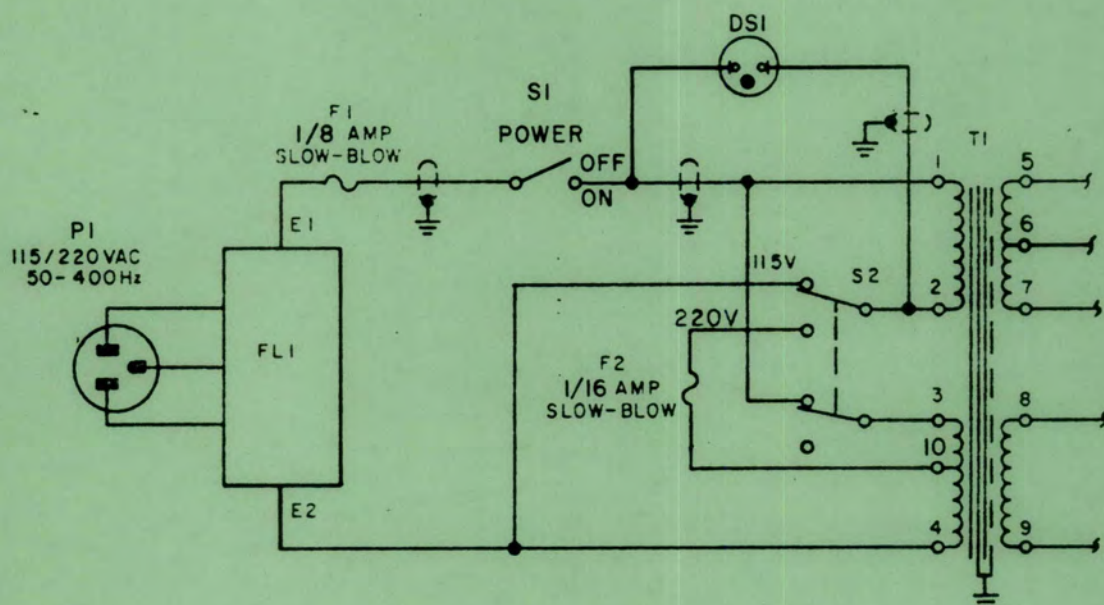 DS1
S1
POWER
OFF
ON
F1
1/8 AMP
SLOW-BLOW
T1
1
5
6
2
7
E1
P1
115/220VAC
50-400Hz
115V
S2
220V
FL1
F2
1/16 AMP
SLOW-BLOW
3
8
10
E2
4
9